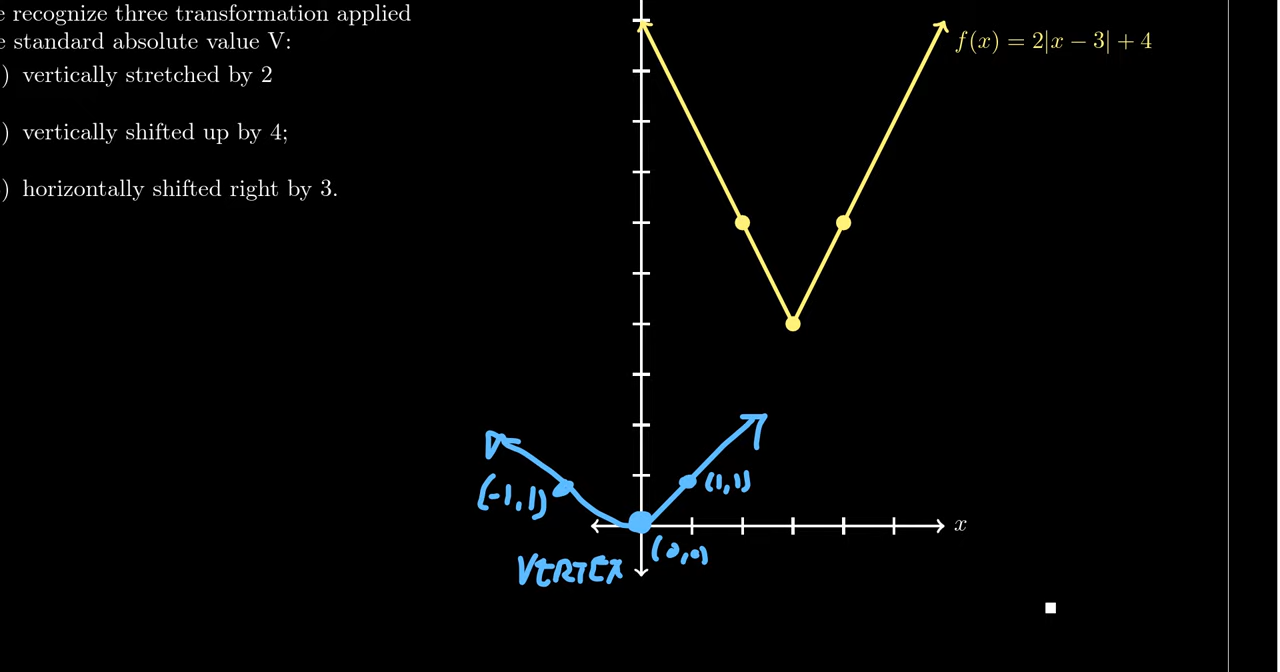 e recognize three transformation applied
e standard absolute value V:
) vertically stretched by 2
) vertically shifted up by 4;
) horizontally shifted right by 3.
f(x) = 2|x − 3| + 4
(-1,1)
(1,1)
x
(0,0)
VERTEX